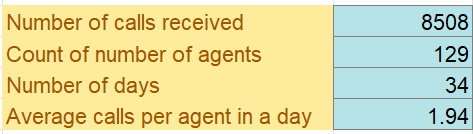 Number of calls received 8508
Count of number of agents 129
Number of days 34
Average calls per agent in a day 1.94